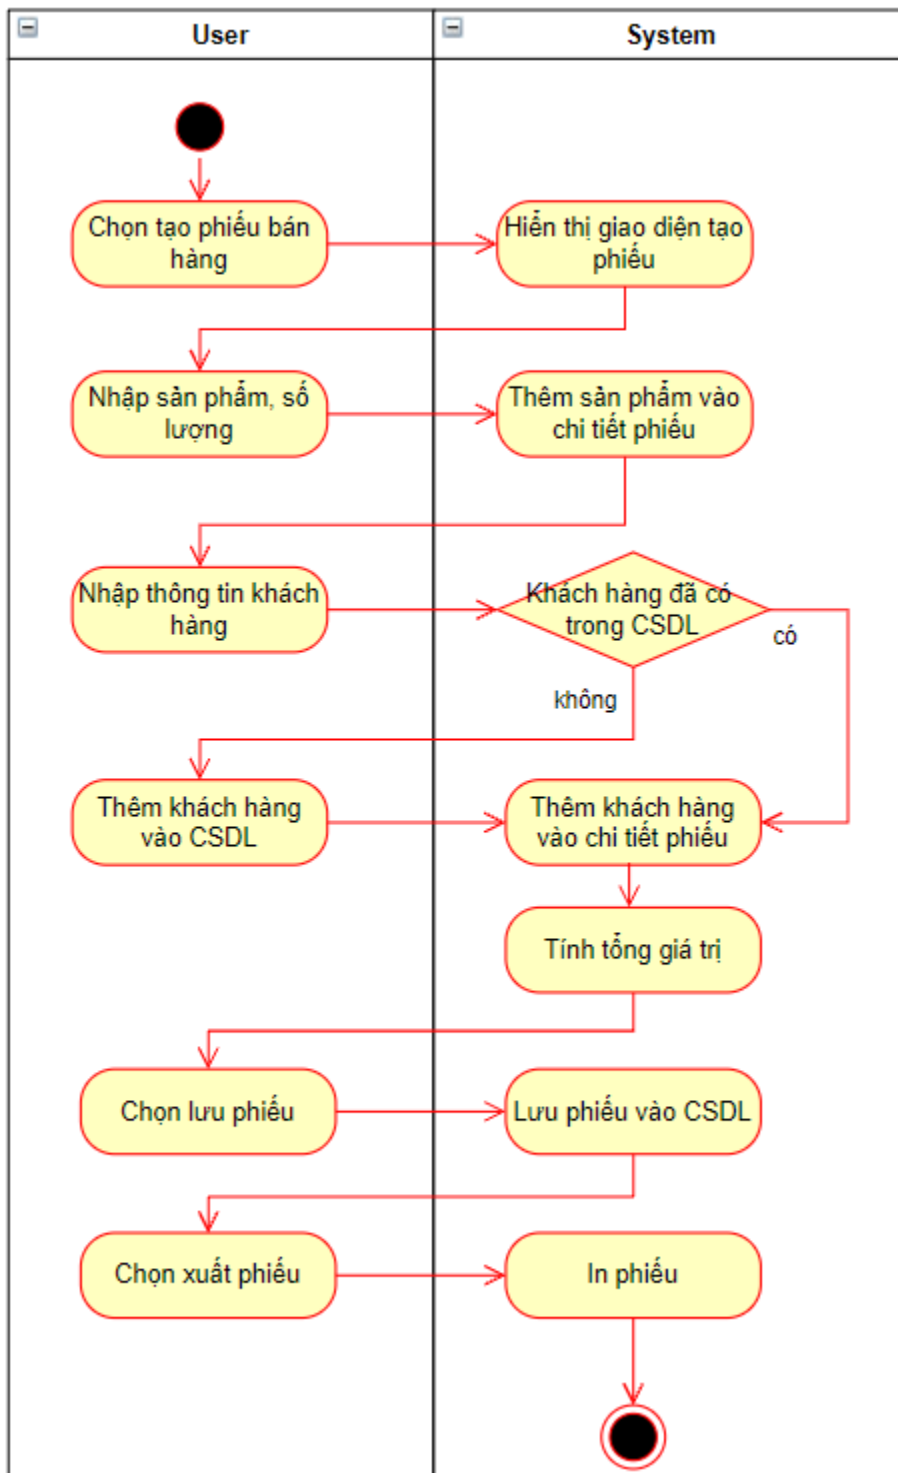 User
System
Chọn tạo phiếu bán
hàng
Hiển thị giao diện tạo
phiếu
Nhập sản phẩm, số
lượng
Thêm sản phẩm vào
chi tiết phiếu
Nhập thông tin khách
hàng
Khách hàng đã có
trong CSDL
có
không
Thêm khách hàng
vào CSDL
Thêm khách hàng
vào chi tiết phiếu
Tính tổng giá trị
Chọn lưu phiếu
Lưu phiếu vào CSDL
Chọn xuất phiếu
In phiếu